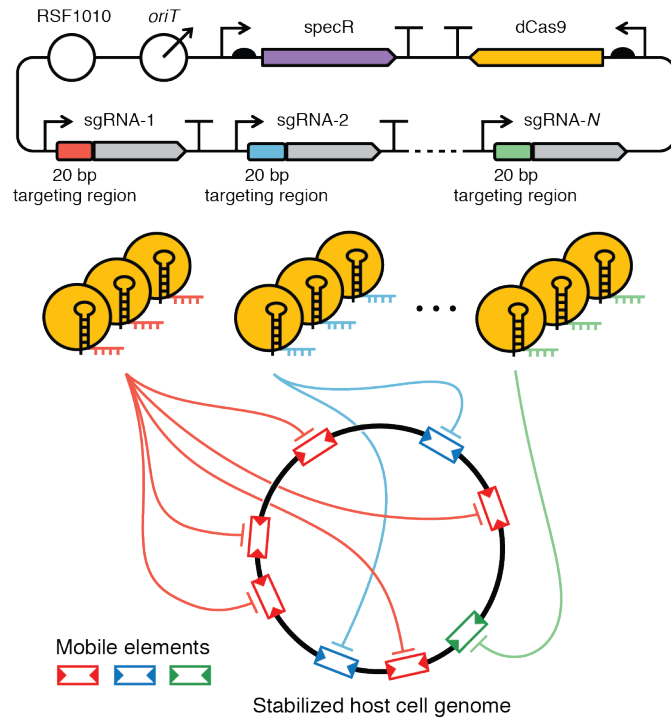 RSF1010 oriT specR dCas9
sgRNA-1 sgRNA-2 sgRNA-N
20 bp 20 bp 20 bp
targeting region targeting region targeting region
Mobile elements
Stabilized host cell genome